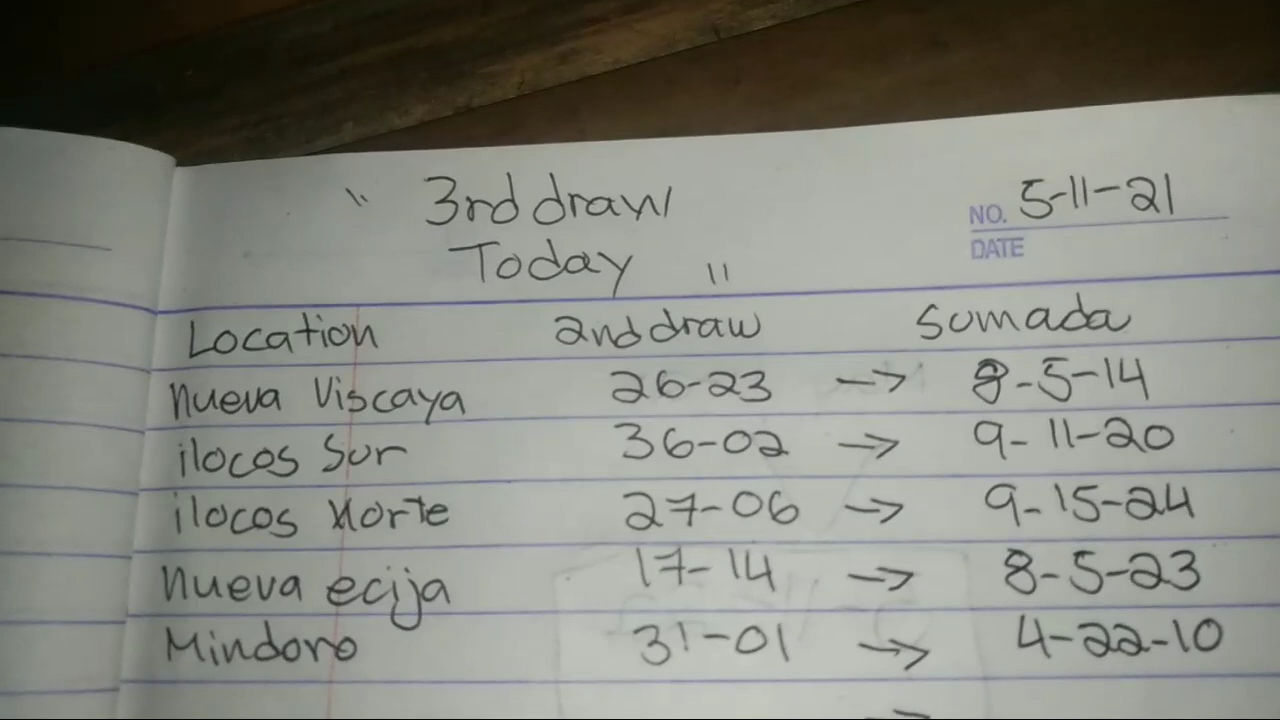 " 3rd draw
Today "
NO. 5-11-21
DATE
Location 2nd draw Sumada
Nueva Viscaya 26-23 → 8-5-14
ilocos Sur 36-02 → 9-11-20
ilocos Norte 27-06 → 9-15-24
Nueva ecija 17-14 → 8-5-23
Mindoro 31-01 → 4-22-10